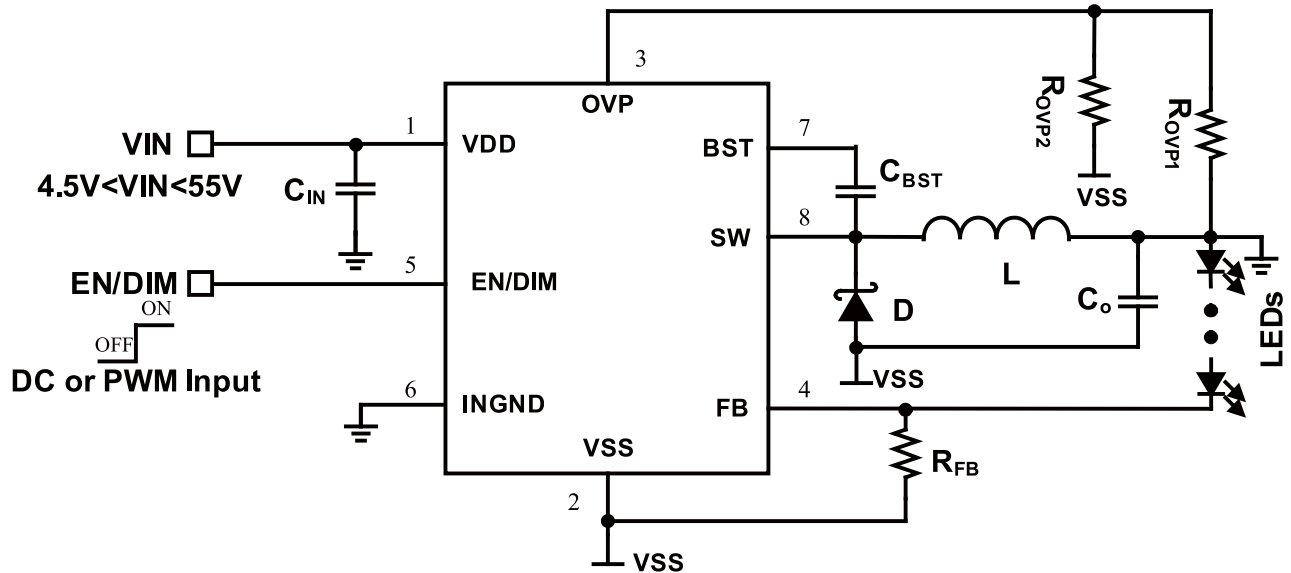 3
OVP
ROVP2
ROVP1
VIN
1
VDD
BST
7
4.5V<VIN<55V
CIN
CBST
VSS
SW
8
L
EN/DIM
5
EN/DIM
D
Co
LEDs
ON
OFF
DC or PWM Input
6
INGND
VSS
FB
4
VSS
RFB
2
VSS